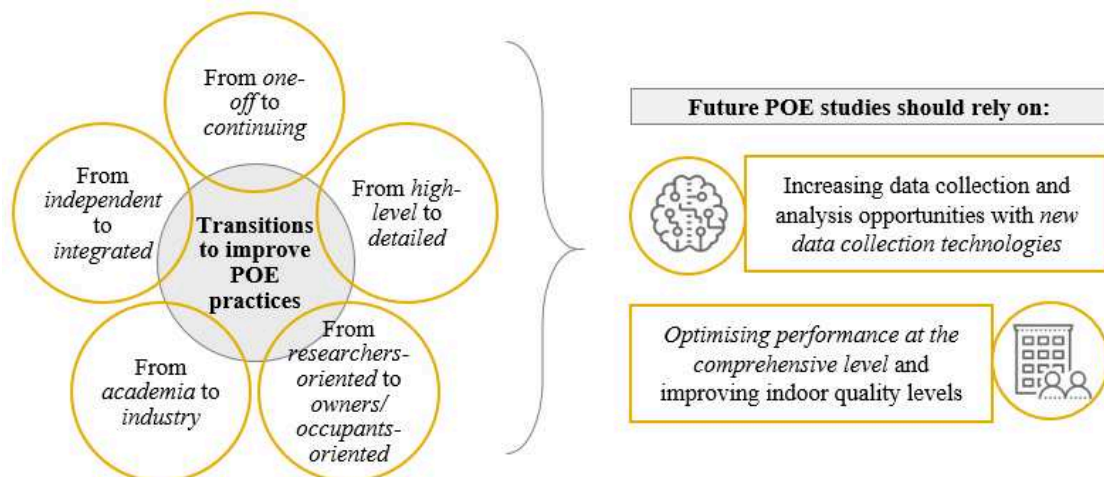 From one-
off to
continuing
From
independent
to
integrated
From high-
level to
detailed
Transitions
to improve
POE
practices
From
academia to
industry
From
researchers-
oriented to
owners/
occupants-
oriented
Future POE studies should rely on:
Increasing data collection and
analysis opportunities with new
data collection technologies
Optimising performance at the
comprehensive level and
improving indoor quality levels